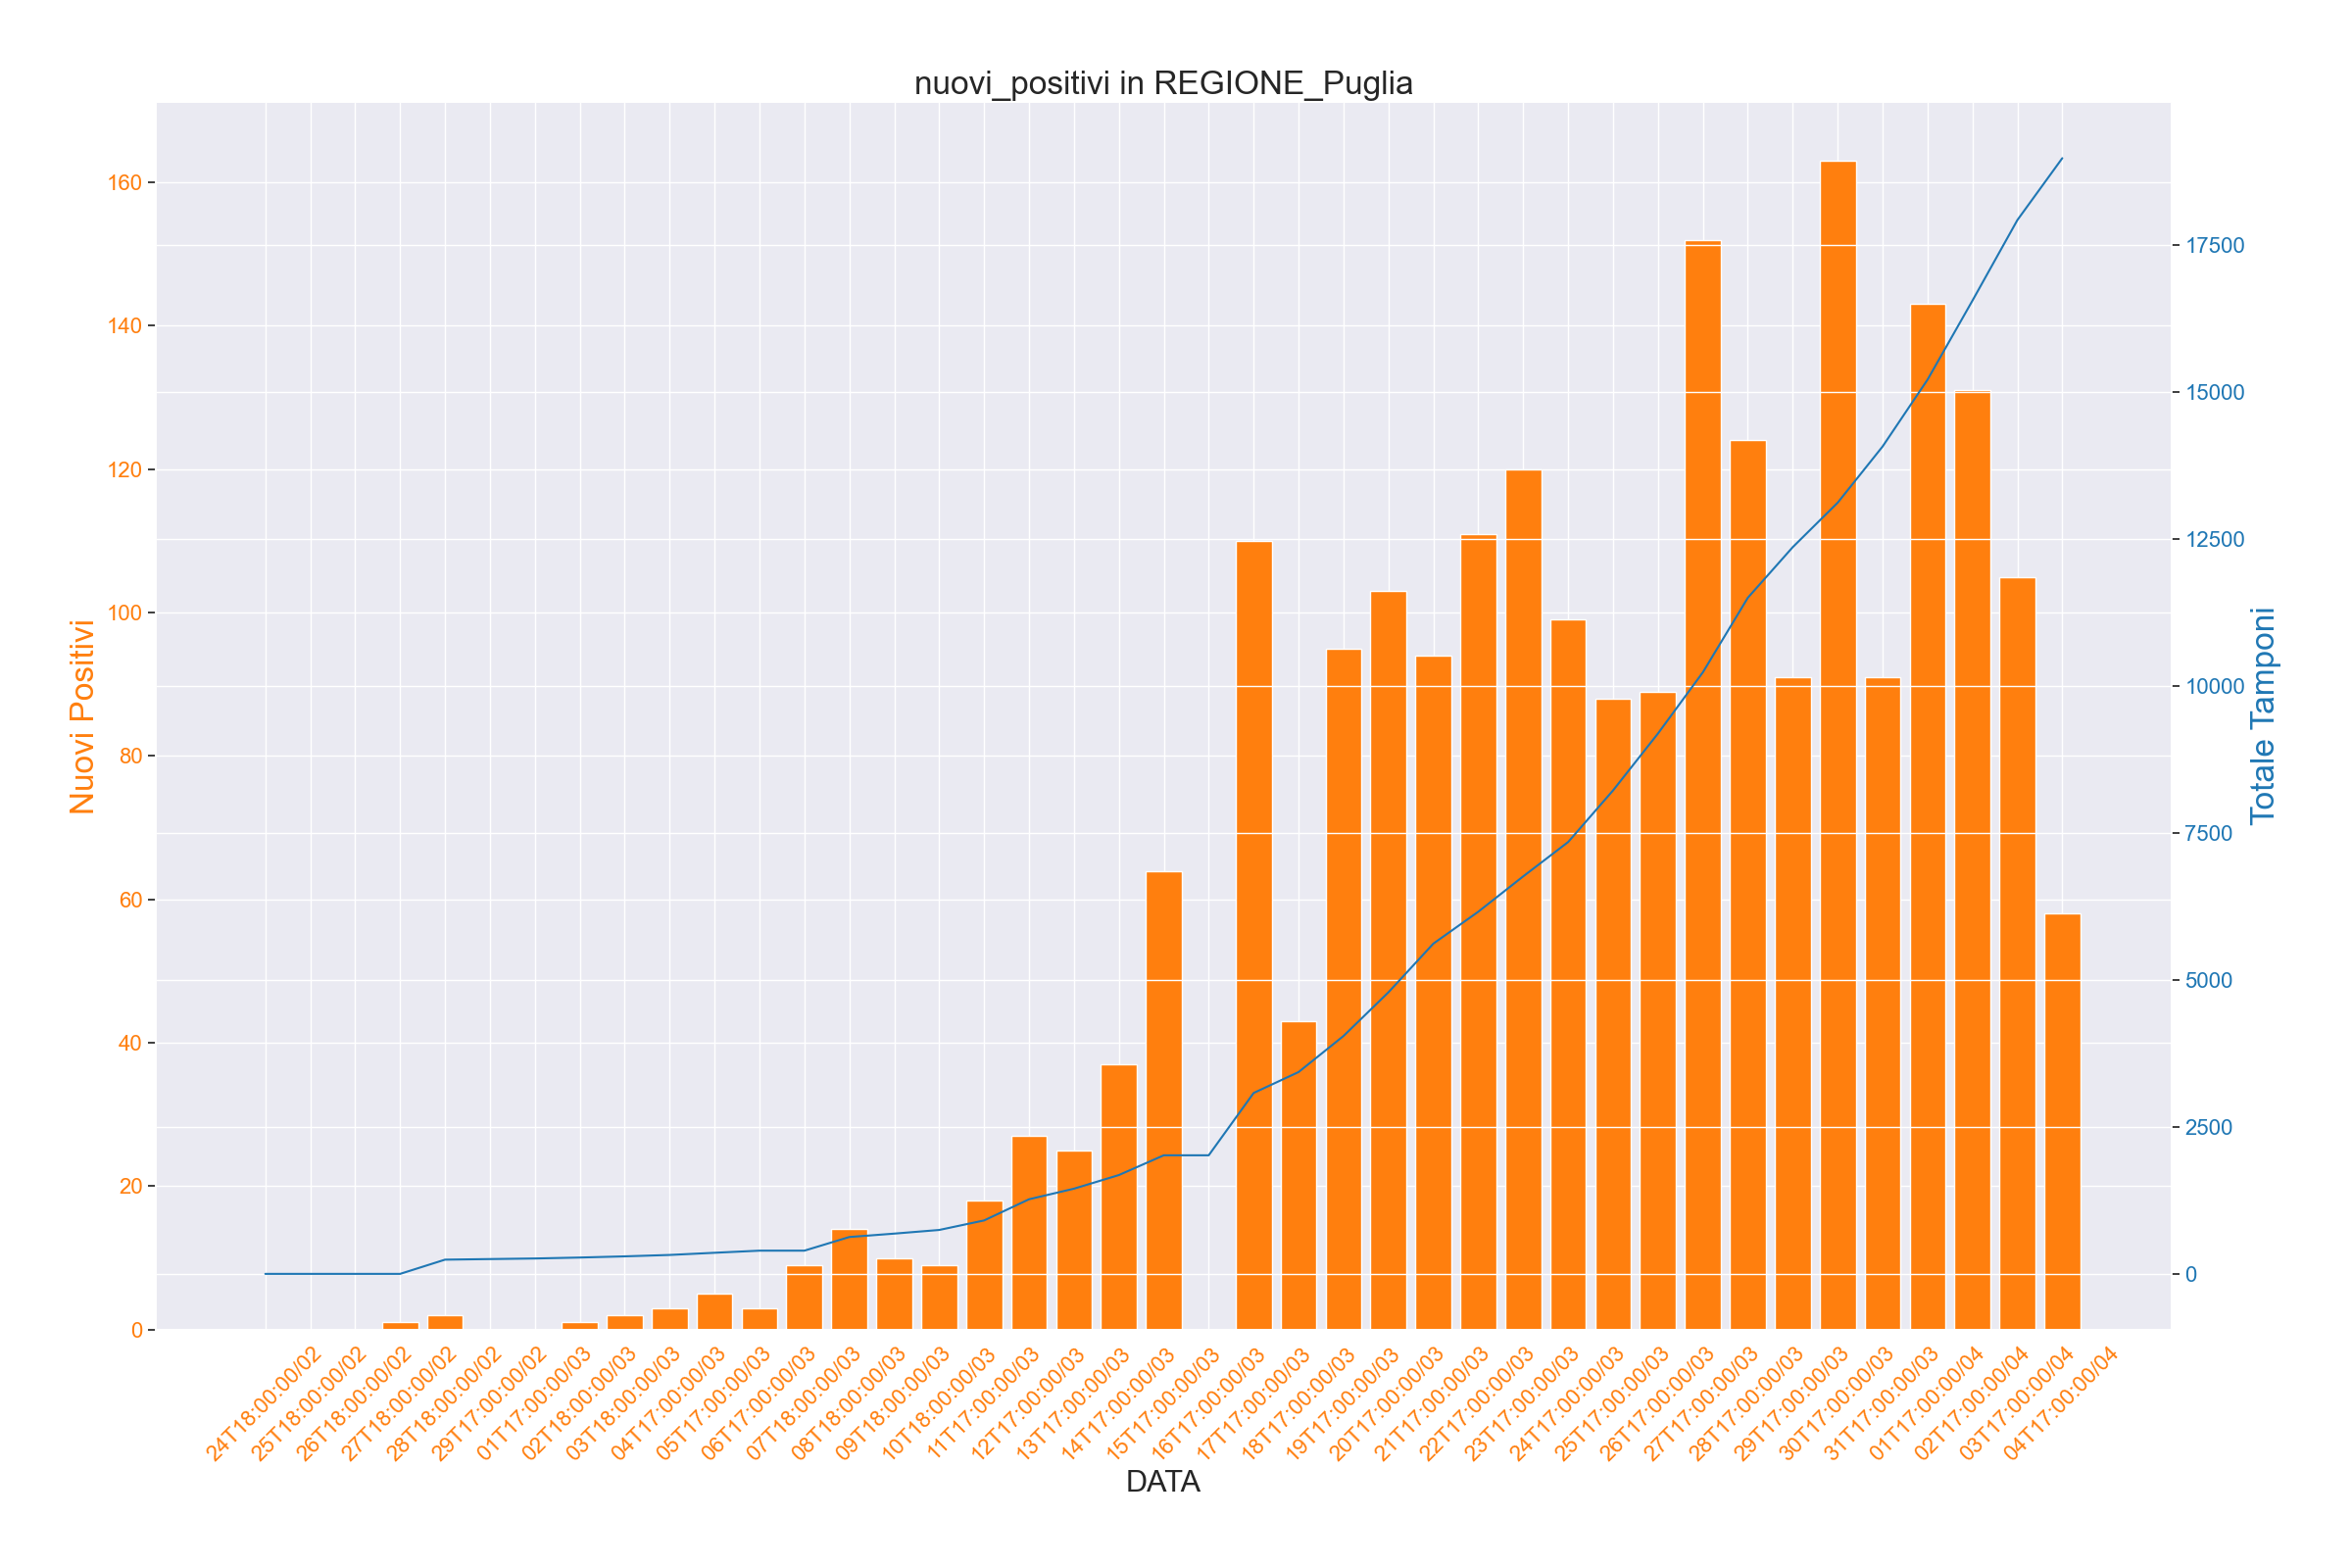 nuovi_positivi in REGIONE_Puglia
Nuovi Positivi
160
140
120
100
80
60
40
20
0
Totale Tamponi
17500
15000
12500
10000
7500
5000
2500
0
24T18:00:00/02
25T18:00:00/02
26T18:00:00/02
27T18:00:00/02
28T18:00:00/02
29T17:00:00/02
01T17:00:00/03
02T18:00:00/03
03T18:00:00/03
04T17:00:00/03
05T17:00:00/03
06T17:00:00/03
07T18:00:00/03
08T18:00:00/03
09T18:00:00/03
10T18:00:00/03
11T17:00:00/03
12T17:00:00/03
13T17:00:00/03
14T17:00:00/03
15T17:00:00/03
16T17:00:00/03
17T17:00:00/03
18T17:00:00/03
19T17:00:00/03
20T17:00:00/03
21T17:00:00/03
22T17:00:00/03
23T17:00:00/03
24T17:00:00/03
25T17:00:00/03
26T17:00:00/03
27T17:00:00/03
28T17:00:00/03
29T17:00:00/03
30T17:00:00/03
31T17:00:00/03
01T17:00:00/04
02T17:00:00/04
03T17:00:00/04
04T17:00:00/04
DATA